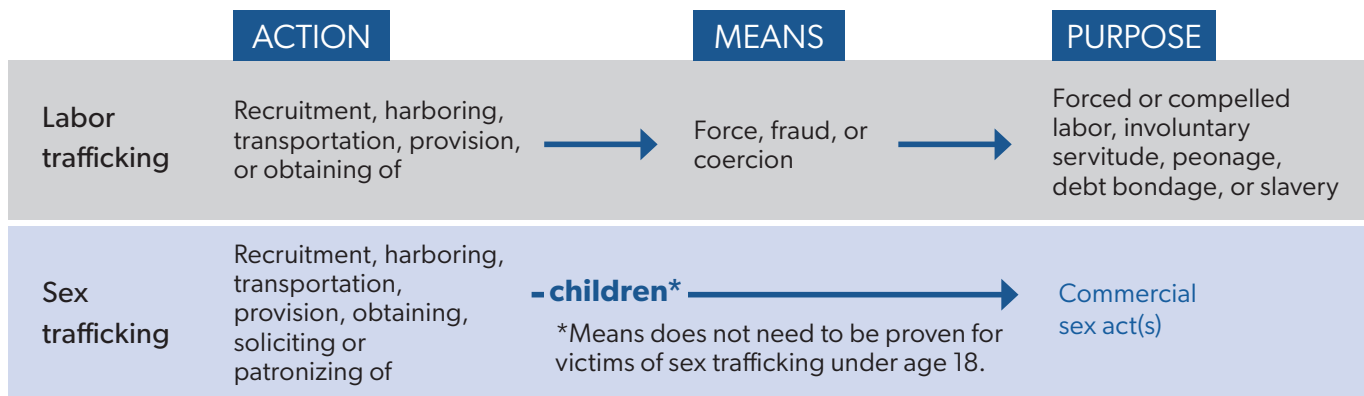 ACTION
MEANS
PURPOSE
Labor
trafficking
Recruitment, harboring,
transportation, provision,
or obtaining of
Force, fraud, or
coercion
Forced or compelled
labor, involuntary
servitude, peonage,
debt bondage, or slavery
Sex
trafficking
Recruitment, harboring,
transportation,
provision, obtaining,
soliciting or
patronizing of
children*
*Means does not need to be proven for
victims of sex trafficking under age 18.
Commercial
sex act(s)